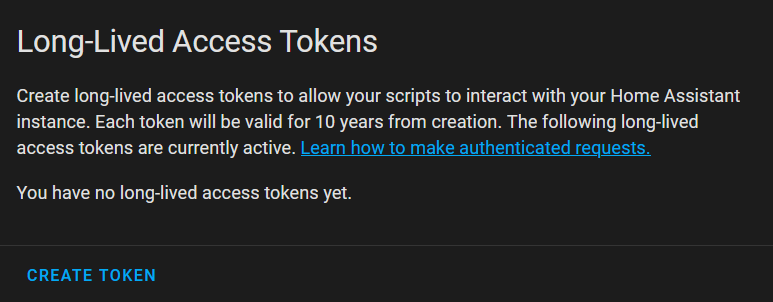 Long-Lived Access Tokens
Create long-lived access tokens to allow your scripts to interact with your Home Assistant
instance. Each token will be valid for 10 years from creation. The following long-lived
access tokens are currently active. Learn how to make authenticated requests.
You have no long-lived access tokens yet.
CREATE TOKEN